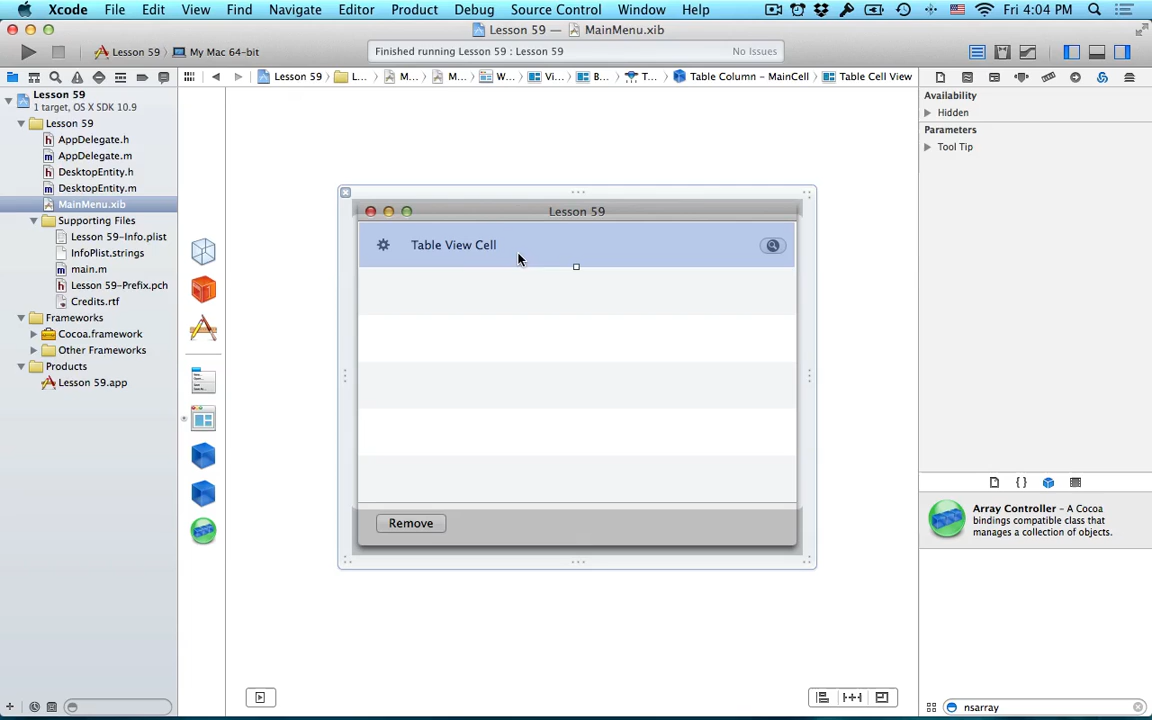 Xcode File Edit View Find Navigate Editor Product Debug Source Control Window Help Fri 4:04 PM
Lesson 59 — MainMenu.xib
Lesson 59 My Mac 64-bit Finished running Lesson 59 : Lesson 59 No Issues
Lesson 59 L... M... M... W... Vi... B... T... Table Column - MainCell Table Cell View
Lesson 59
1 target, OS X SDK 10.9
Lesson 59
AppDelegate.h
AppDelegate.m
DesktopEntity.h
DesktopEntity.m
MainMenu.xib
Supporting Files
Lesson 59-Info.plist
InfoPlist.strings
main.m
Lesson 59-Prefix.pch
Credits.rtf
Frameworks
Cocoa.framework
Other Frameworks
Products
Lesson 59.app
Lesson 59
Table View Cell
Remove
Availability
Hidden
Parameters
Tool Tip
Array Controller – A Cocoa
bindings compatible class that
manages a collection of objects.
nsarray